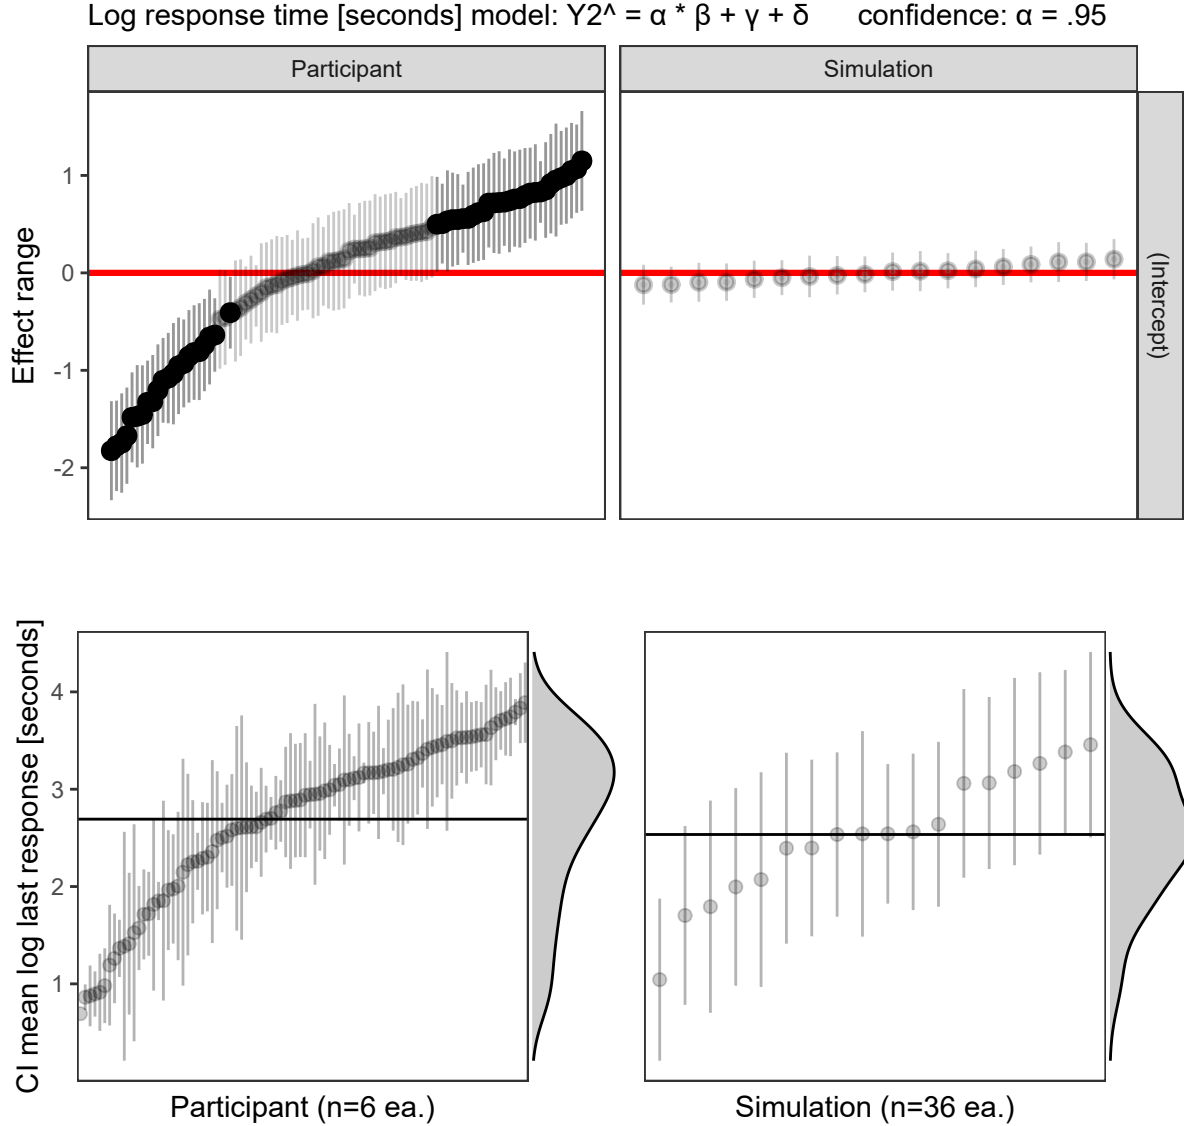 Log response time [seconds] model: Y2^ = α * β + γ + δ confidence: α = .95
Participant
Simulation
Effect range
1
0
-1
-2
(Intercept)
CI mean log last response [seconds]
4
3
2
1
Participant (n=6 ea.)
Simulation (n=36 ea.)